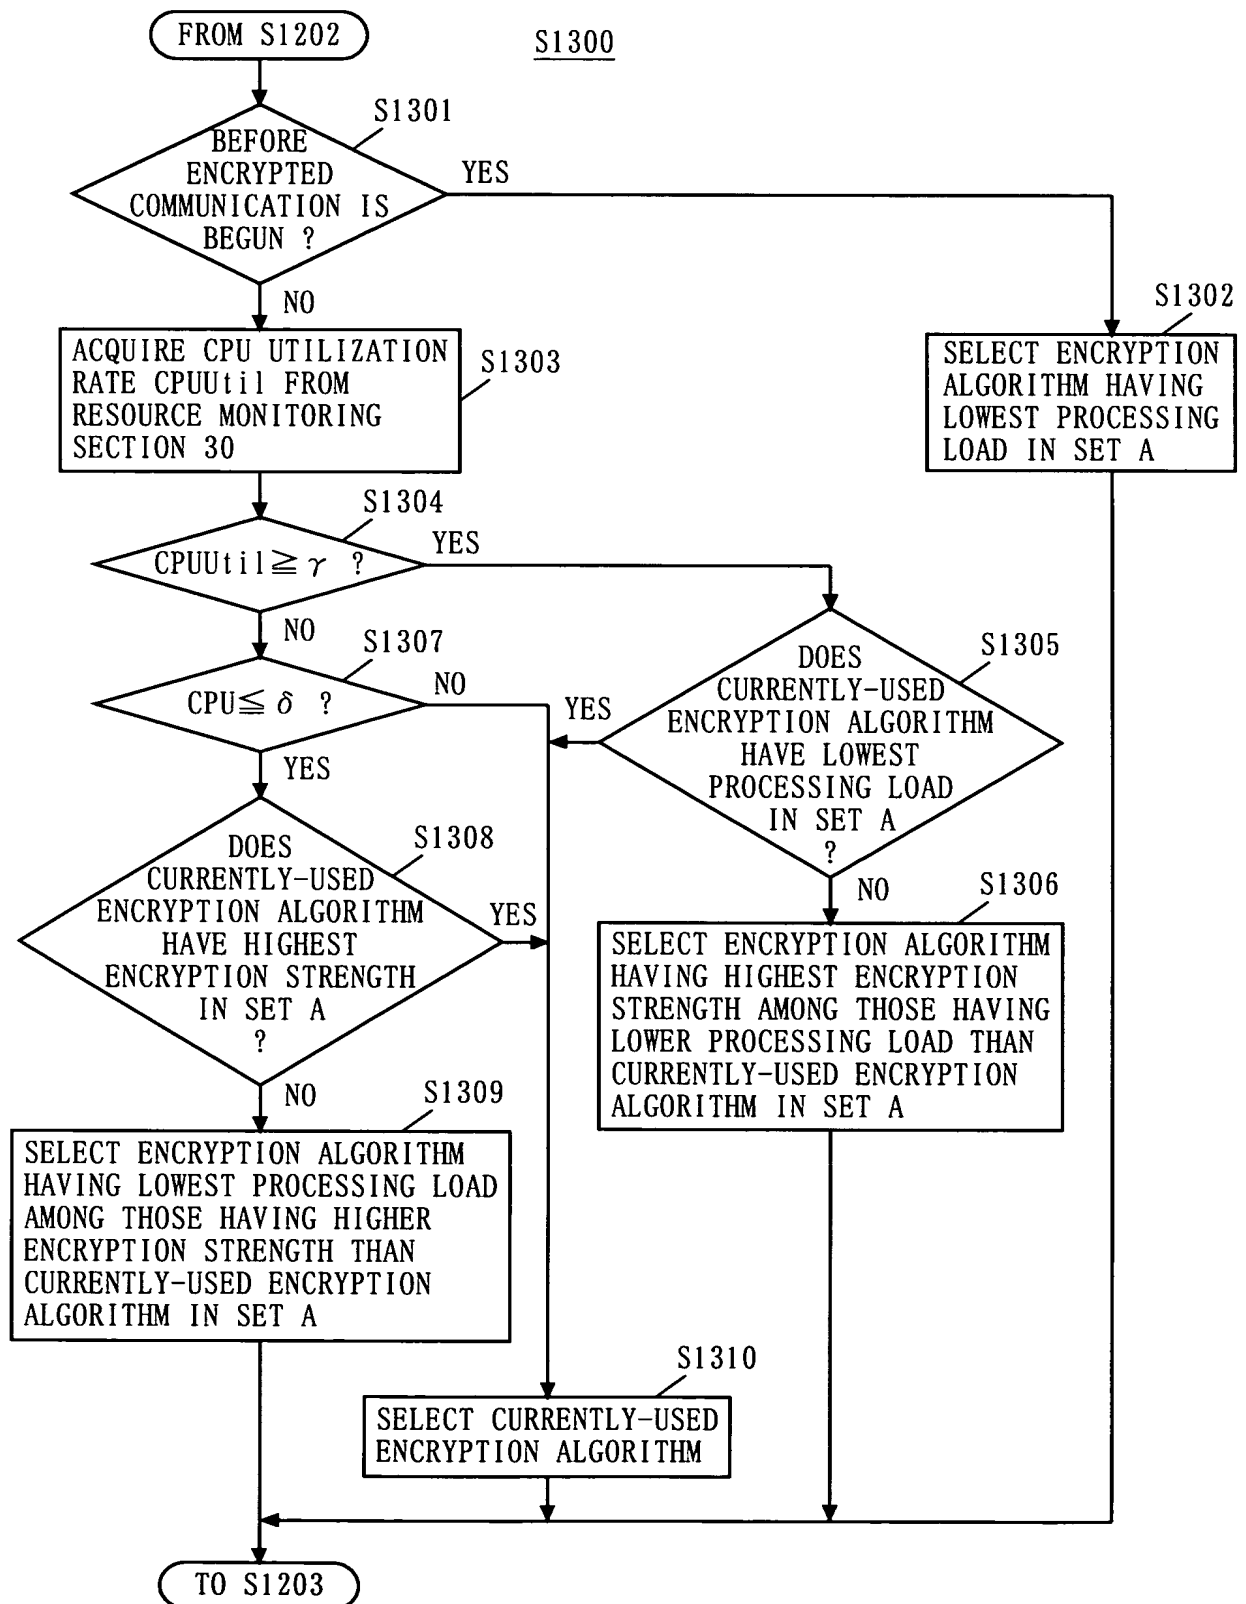 FROM S1202
S1300
S1301
BEFORE
ENCRYPTED
COMMUNICATION IS
BEGUN ?
YES
NO
S1302
SELECT ENCRYPTION
ALGORITHM HAVING
LOWEST PROCESSING
LOAD IN SET A
ACQUIRE CPU UTILIZATION
RATE CPUUtil FROM
RESOURCE MONITORING
SECTION 30
S1303
S1304
CPUUtil≧γ ?
YES
NO
S1305
DOES
CURRENTLY-USED
ENCRYPTION ALGORITHM
HAVE LOWEST
PROCESSING LOAD
IN SET A
?
YES
NO
S1307
CPU≦δ ?
NO
YES
S1308
DOES
CURRENTLY-USED
ENCRYPTION ALGORITHM
HAVE HIGHEST
ENCRYPTION STRENGTH
IN SET A
?
YES
NO
S1306
SELECT ENCRYPTION ALGORITHM
HAVING HIGHEST ENCRYPTION
STRENGTH AMONG THOSE HAVING
LOWER PROCESSING LOAD THAN
CURRENTLY-USED ENCRYPTION
ALGORITHM IN SET A
S1309
SELECT ENCRYPTION ALGORITHM
HAVING LOWEST PROCESSING LOAD
AMONG THOSE HAVING HIGHER
ENCRYPTION STRENGTH THAN
CURRENTLY-USED ENCRYPTION
ALGORITHM IN SET A
S1310
SELECT CURRENTLY-USED
ENCRYPTION ALGORITHM
TO S1203